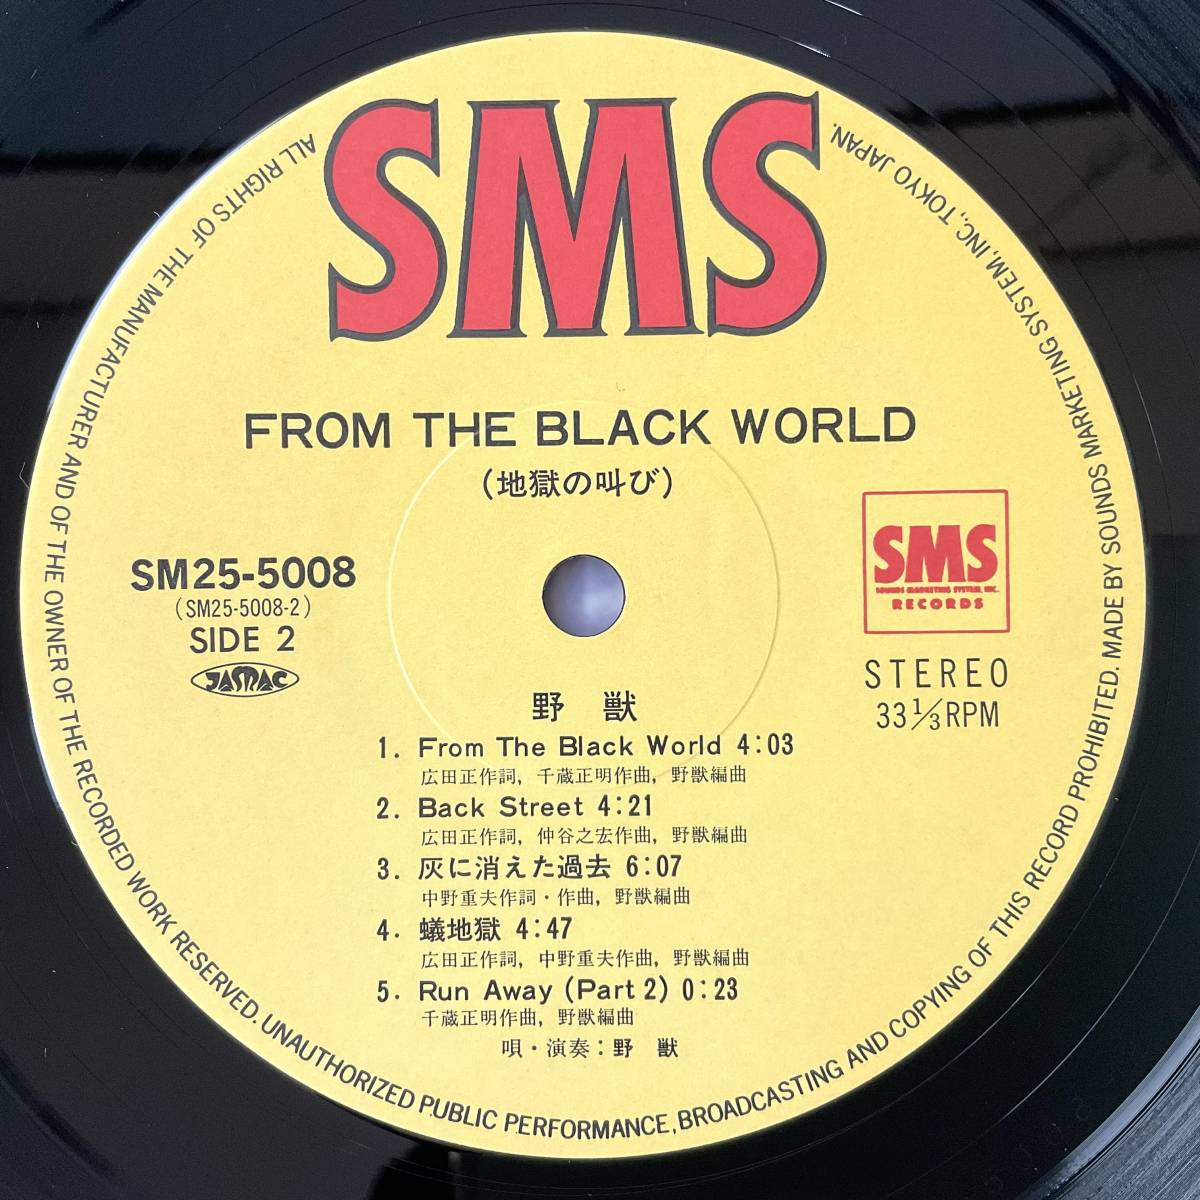 SMS
FROM THE BLACK WORLD
(地獄の叫び)
SM25-5008
(SM25-5008-2)
SIDE 2
JASRAC
SMS
SOUNDS MARKETING SYSTEM, INC.
RECORDS
STEREO
33 1/3 RPM
野 獣
1. From The Black World 4:03
広田正作詞, 千蔵正明作曲, 野獣編曲
2. Back Street 4:21
広田正作詞, 仲谷之宏作曲, 野獣編曲
3. 灰に消えた過去 6:07
中野重夫作詞・作曲, 野獣編曲
4. 蟻地獄 4:47
広田正作詞, 中野重夫作曲, 野獣編曲
5. Run Away (Part 2) 0:23
千蔵正明作曲, 野獣編曲
唄・演奏: 野 獣
ALL RIGHTS OF THE MANUFACTURER AND OF THE OWNER OF THE RECORDED WORK RESERVED. UNAUTHORIZED PUBLIC PERFORMANCE, BROADCASTING AND COPYING OF THIS RECORD PROHIBITED. MADE BY SOUNDS MARKETING SYSTEM, INC., TOKYO JAPAN.